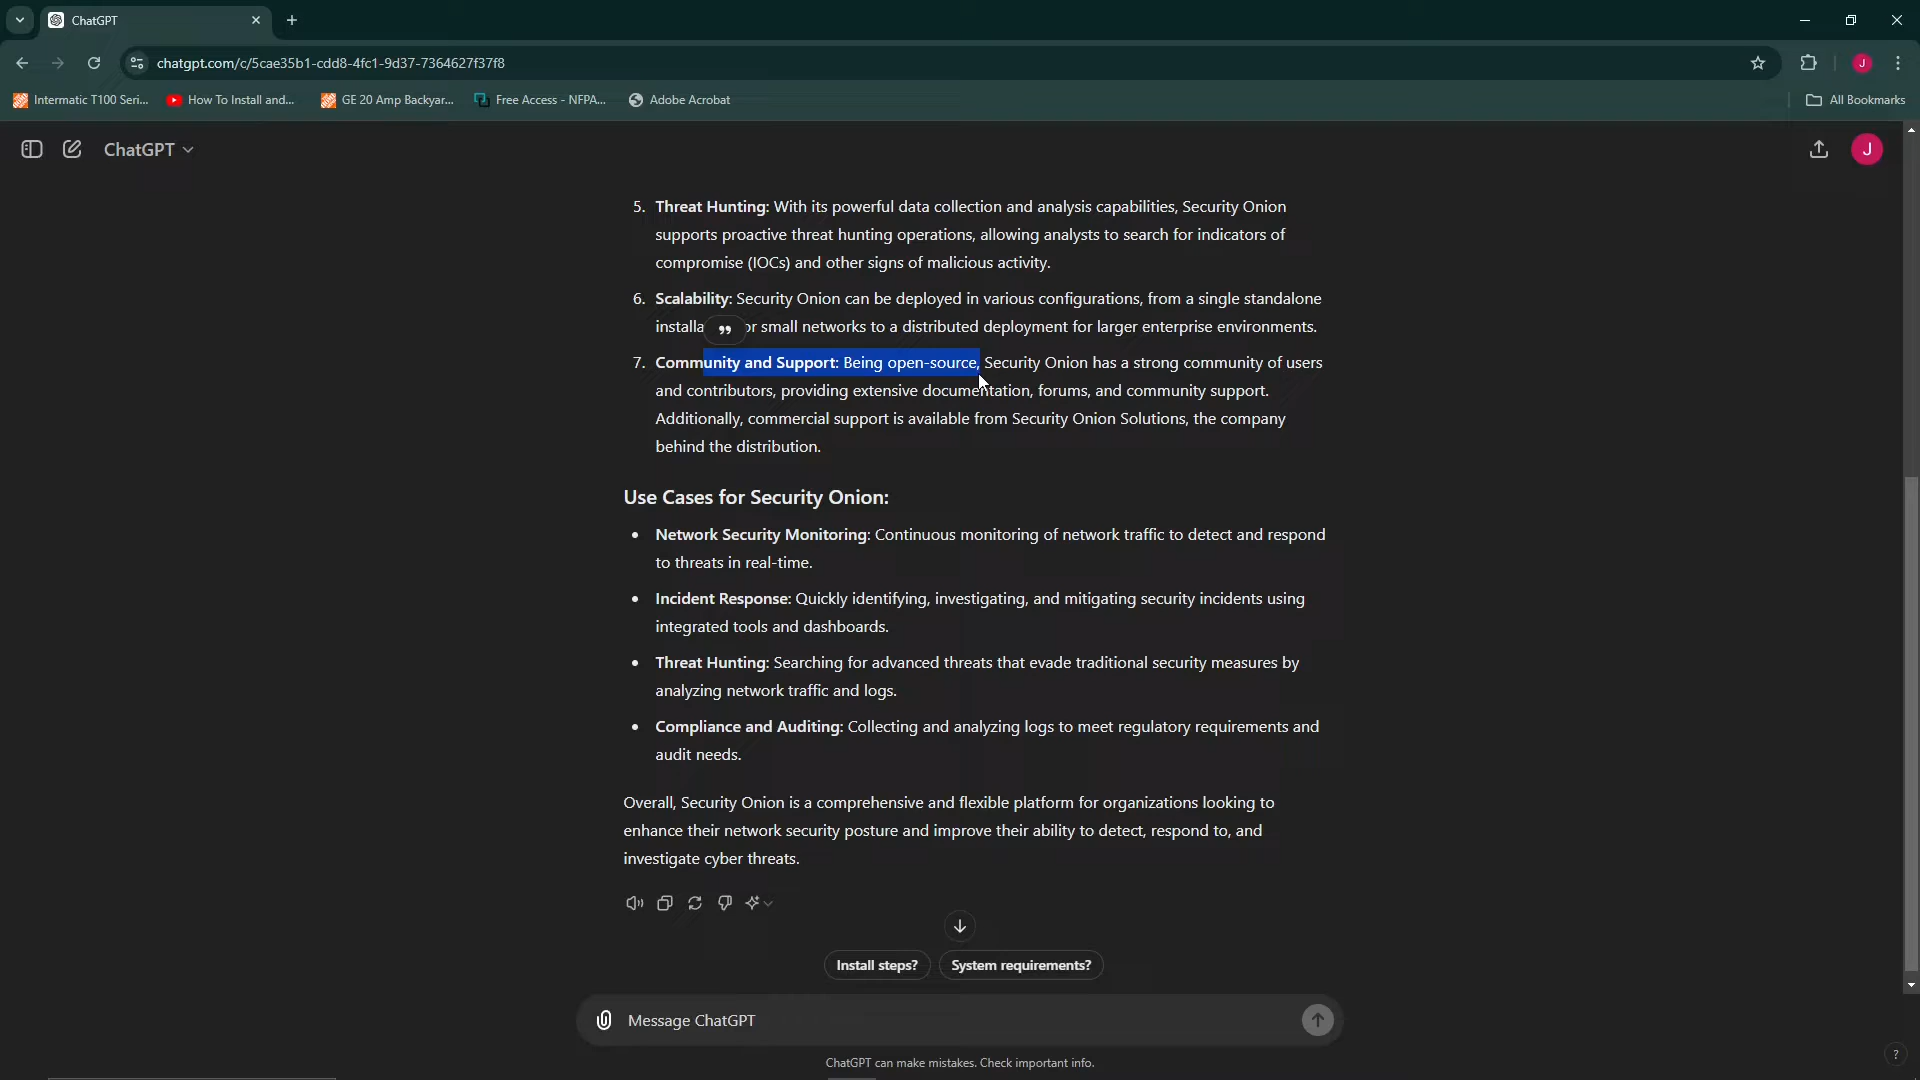 ChatGPT
chatgpt.com/c/5cae35b1-cdd8-4fc1-9d37-7364627f37f8
J
Intermatic T100 Seri...
How To Install and...
GE 20 Amp Backyar...
Free Access - NFPA...
Adobe Acrobat
All Bookmarks
ChatGPT
J
5. Threat Hunting: With its powerful data collection and analysis capabilities, Security Onion
supports proactive threat hunting operations, allowing analysts to search for indicators of
compromise (IOCs) and other signs of malicious activity.
6. Scalability: Security Onion can be deployed in various configurations, from a single standalone
installa or small networks to a distributed deployment for larger enterprise environments.
7. Community and Support: Being open-source, Security Onion has a strong community of users
and contributors, providing extensive documentation, forums, and community support.
Additionally, commercial support is available from Security Onion Solutions, the company
behind the distribution.
Use Cases for Security Onion:
• Network Security Monitoring: Continuous monitoring of network traffic to detect and respond
to threats in real-time.
• Incident Response: Quickly identifying, investigating, and mitigating security incidents using
integrated tools and dashboards.
• Threat Hunting: Searching for advanced threats that evade traditional security measures by
analyzing network traffic and logs.
• Compliance and Auditing: Collecting and analyzing logs to meet regulatory requirements and
audit needs.
Overall, Security Onion is a comprehensive and flexible platform for organizations looking to
enhance their network security posture and improve their ability to detect, respond to, and
investigate cyber threats.
Install steps?
System requirements?
Message ChatGPT
ChatGPT can make mistakes. Check important info.
?